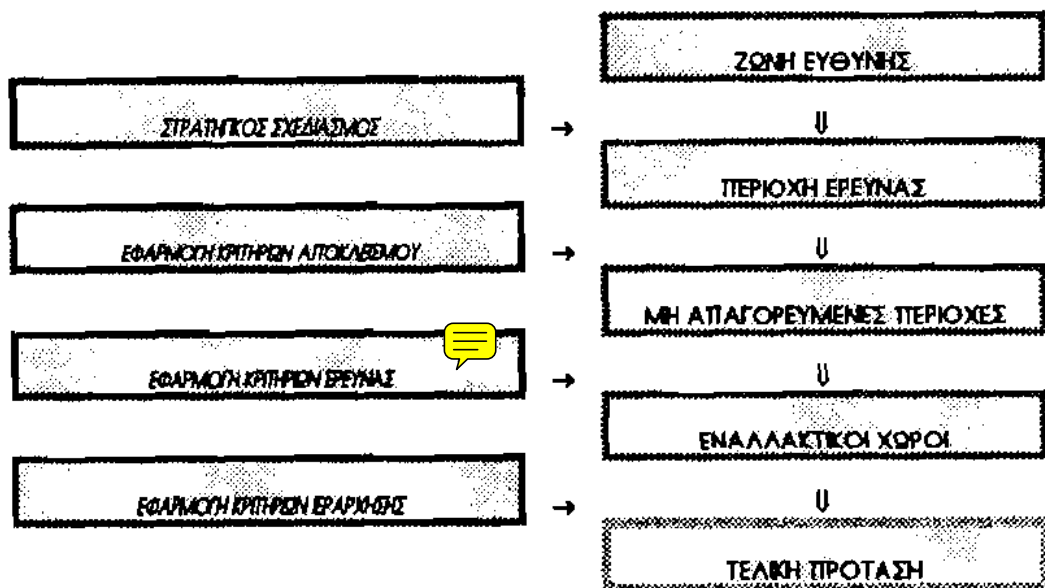 ΖΩΝΗ ΕΥΘΥΝΗΣ
ΣΤΡΑΤΗΓΙΚΟΣ ΣΧΕΔΙΑΣΜΟΣ
→
⇓
ΠΕΡΙΟΧΗ ΕΡΕΥΝΑΣ
ΕΦΑΡΜΟΓΗ ΚΡΙΤΗΡΙΩΝ ΑΠΟΚΛΕΙΣΜΟΥ
→
⇓
ΜΗ ΑΠΑΓΟΡΕΥΜΕΝΕΣ ΠΕΡΙΟΧΕΣ
ΕΦΑΡΜΟΓΗ ΚΡΙΤΗΡΙΩΝ ΕΡΕΥΝΑΣ
→
⇓
ΕΝΑΛΛΑΚΤΙΚΟΙ ΧΩΡΟΙ
ΕΦΑΡΜΟΓΗ ΚΡΙΤΗΡΙΩΝ ΙΕΡΑΡΧΗΣΗΣ
→
⇓
ΤΕΛΙΚΗ ΠΡΟΤΑΣΗ